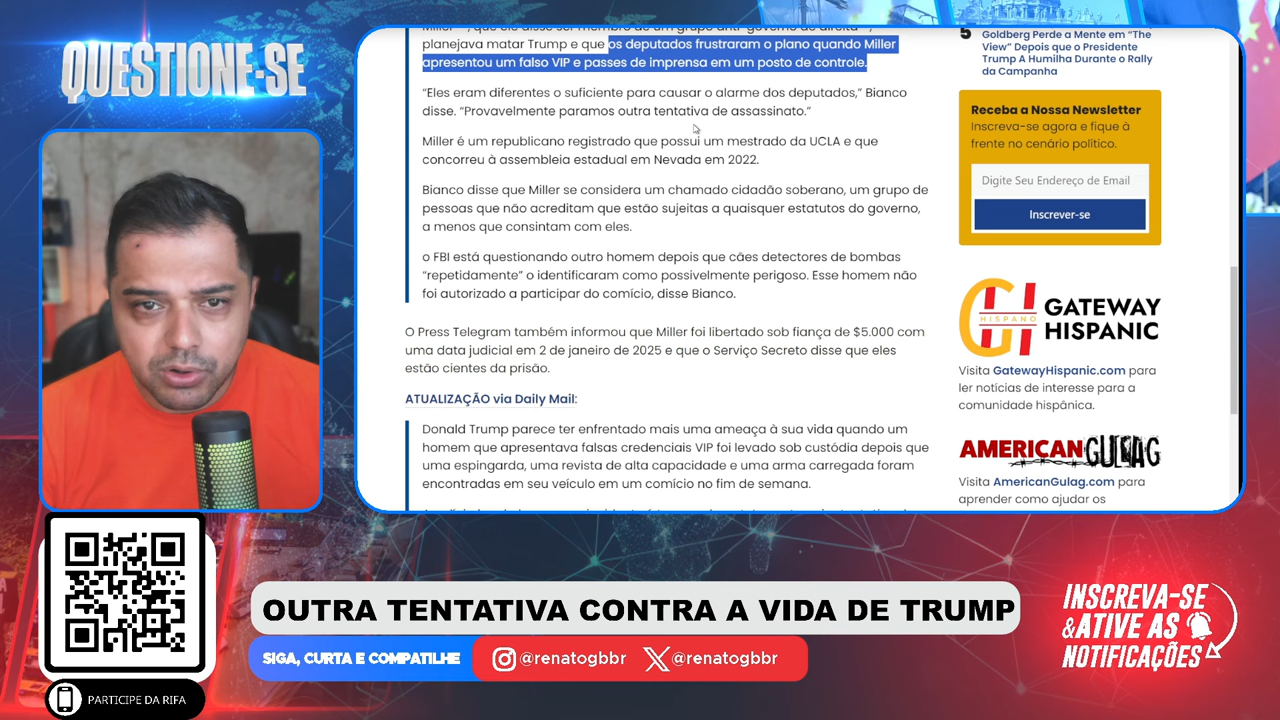 QUESTIONE-SE
planejava matar Trump e que os deputados frustraram o plano quando Miller
apresentou um falso VIP e passes de imprensa em um posto de controle.
“Eles eram diferentes o suficiente para causar o alarme dos deputados,” Bianco
disse. “Provavelmente paramos outra tentativa de assassinato.”
Miller é um republicano registrado que possui um mestrado da UCLA e que
concorreu à assembleia estadual em Nevada em 2022.
Bianco disse que Miller se considera um chamado cidadão soberano, um grupo de
pessoas que não acreditam que estão sujeitas a quaisquer estatutos do governo,
a menos que consintam com eles.
o FBI está questionando outro homem depois que cães detectores de bombas
“repetidamente” o identificaram como possivelmente perigoso. Esse homem não
foi autorizado a participar do comício, disse Bianco.
O Press Telegram também informou que Miller foi libertado sob fiança de $5.000 com
uma data judicial em 2 de janeiro de 2025 e que o Serviço Secreto disse que eles
estão cientes da prisão.
ATUALIZAÇÃO via Daily Mail:
Donald Trump parece ter enfrentado mais uma ameaça à sua vida quando um
homem que apresentava falsas credenciais VIP foi levado sob custódia depois que
uma espingarda, uma revista de alta capacidade e uma arma carregada foram
encontradas em seu veículo em um comício no fim de semana.
5
Goldberg Perde a Mente em “The
View” Depois que o Presidente
Trump A Humilha Durante o Rally
da Campanha
Receba a Nossa Newsletter
Inscreva-se agora e fique à
frente no cenário político.
Digite Seu Endereço de Email
Inscrever-se
GH
HISPANO
GATEWAY
HISPANIC
Visita GatewayHispanic.com para
ler notícias de interesse para a
comunidade hispânica.
AMERICAN GULAG
Visita AmericanGulag.com para
aprender como ajudar os
OUTRA TENTATIVA CONTRA A VIDA DE TRUMP
SIGA, CURTA E COMPATILHE
@renatogbbr
@renatogbbr
PARTICIPE DA RIFA
INSCREVA-SE
&ATIVE AS
NOTIFICAÇÕES